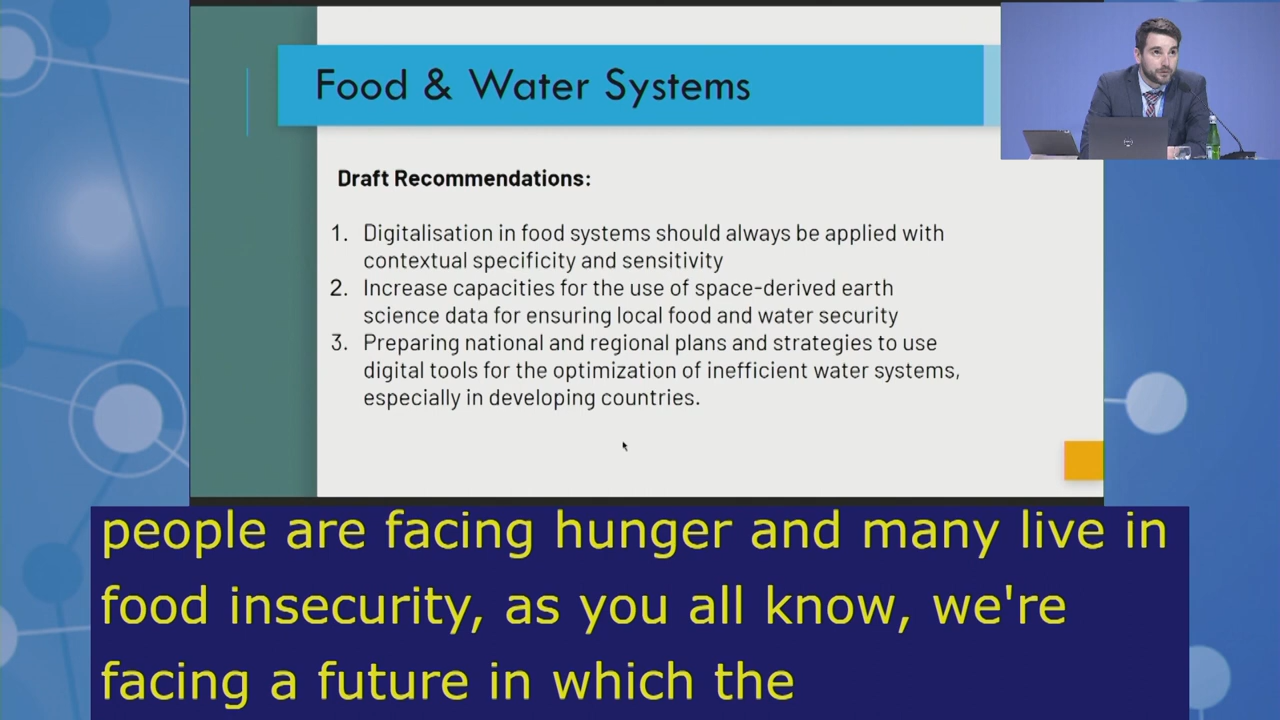 Food & Water Systems
Draft Recommendations:
1. Digitalisation in food systems should always be applied with
contextual specificity and sensitivity
2. Increase capacities for the use of space-derived earth
science data for ensuring local food and water security
3. Preparing national and regional plans and strategies to use
digital tools for the optimization of inefficient water systems,
especially in developing countries.
people are facing hunger and many live in
food insecurity, as you all know, we're
facing a future in which the